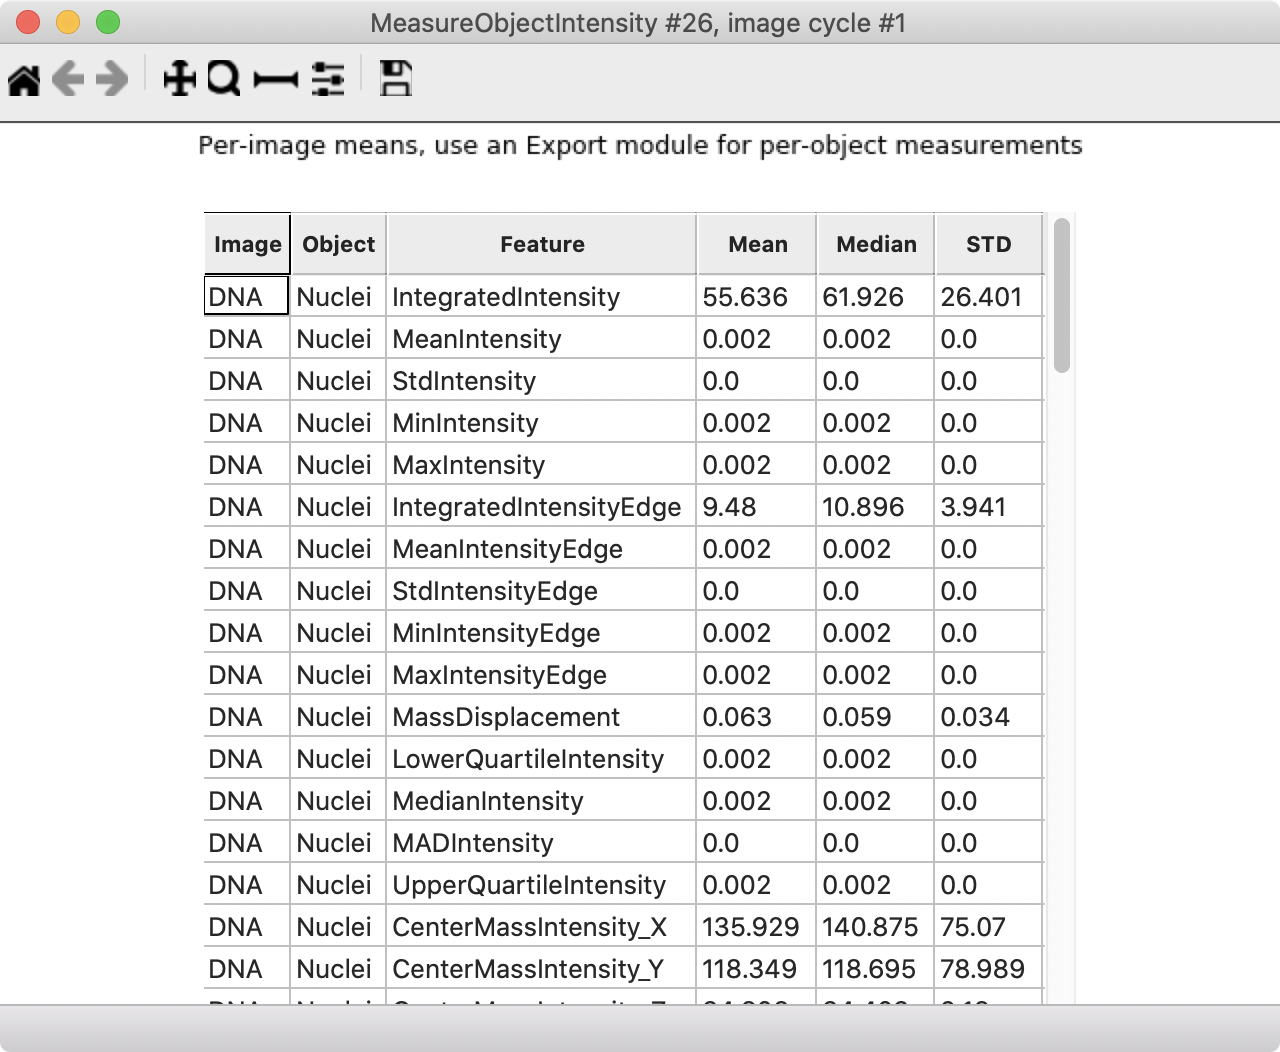 MeasureObjectIntensity #26, image cycle #1
Per-image means, use an Export module for per-object measurements
Image Object Feature Mean Median STD
DNA Nuclei IntegratedIntensity 55.636 61.926 26.401
DNA Nuclei MeanIntensity 0.002 0.002 0.0
DNA Nuclei StdIntensity 0.0 0.0 0.0
DNA Nuclei MinIntensity 0.002 0.002 0.0
DNA Nuclei MaxIntensity 0.002 0.002 0.0
DNA Nuclei IntegratedIntensityEdge 9.48 10.896 3.941
DNA Nuclei MeanIntensityEdge 0.002 0.002 0.0
DNA Nuclei StdIntensityEdge 0.0 0.0 0.0
DNA Nuclei MinIntensityEdge 0.002 0.002 0.0
DNA Nuclei MaxIntensityEdge 0.002 0.002 0.0
DNA Nuclei MassDisplacement 0.063 0.059 0.034
DNA Nuclei LowerQuartileIntensity 0.002 0.002 0.0
DNA Nuclei MedianIntensity 0.002 0.002 0.0
DNA Nuclei MADIntensity 0.0 0.0 0.0
DNA Nuclei UpperQuartileIntensity 0.002 0.002 0.0
DNA Nuclei CenterMassIntensity_X 135.929 140.875 75.07
DNA Nuclei CenterMassIntensity_Y 118.349 118.695 78.989